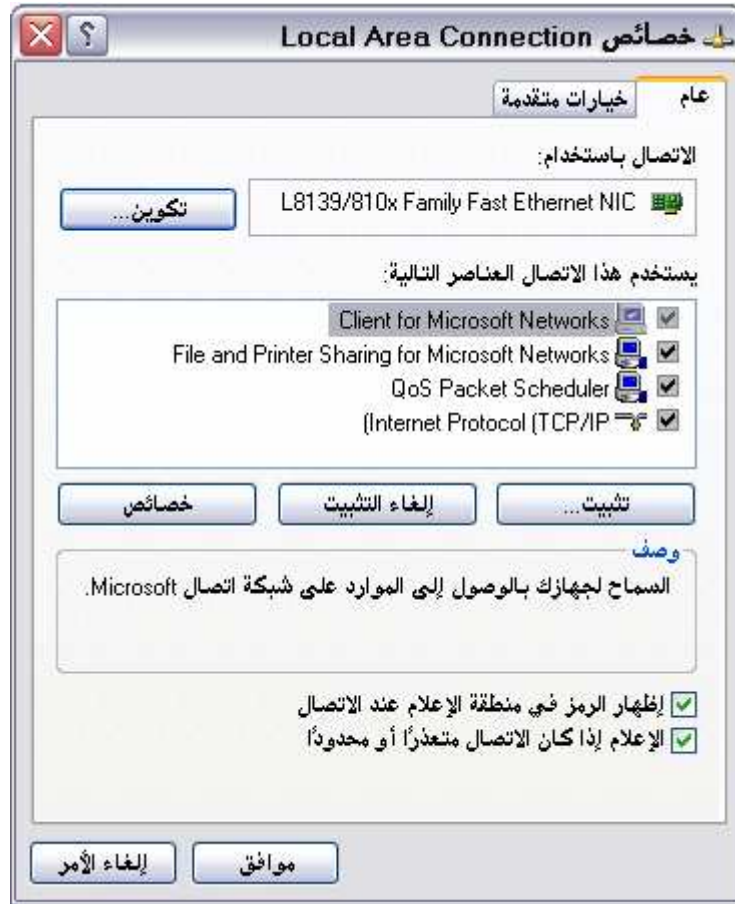 خصائص Local Area Connection
عام
خيارات متقدمة
الاتصال باستخدام:
L8139/810x Family Fast Ethernet NIC
تكوين...
يستخدم هذا الاتصال العناصر التالية:
Client for Microsoft Networks
File and Printer Sharing for Microsoft Networks
QoS Packet Scheduler
(Internet Protocol (TCP/IP
تثبيت...
إلغاء التثبيت
خصائص
وصف
السماح لجهازك بالوصول إلى الموارد على شبكة اتصال Microsoft.
إظهار الرمز في منطقة الإعلام عند الاتصال
الإعلام إذا كان الاتصال متعذرًا أو محدودًا
موافق
إلغاء الأمر